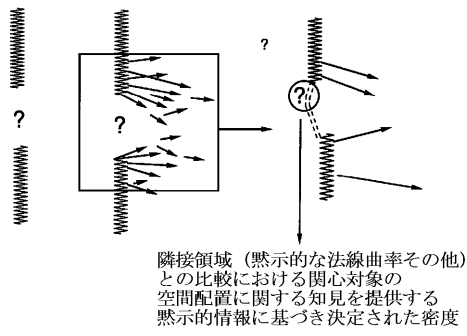 ?
?
?
?
隣接領域（黙示的な法線曲率その他）
との比較における関心対象の
空間配置に関する知見を提供する
黙示的情報に基づき決定された密度